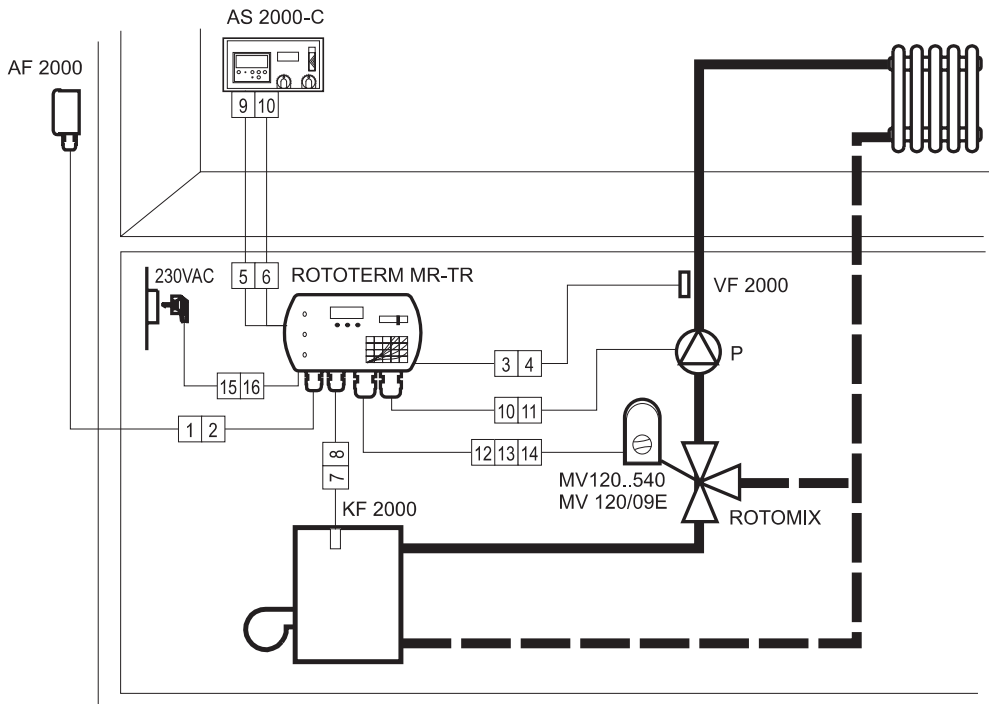 AS 2000-C
AF 2000
9 10
230VAC
5 6
ROTOTERM MR-TR
VF 2000
3 4
P
15 16
10 11
1 2
12 13 14
7 8
MV120..540
MV 120/09E
KF 2000
ROTOMIX